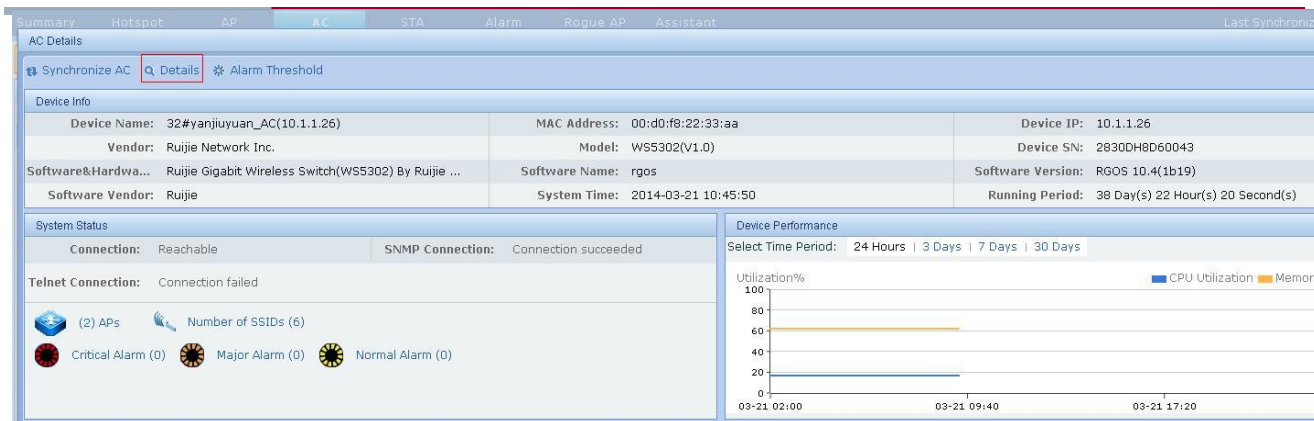 Summary Hotspot AP AC STA Alarm Rogue AP Assistant Last Synchroniz
AC Details
Synchronize AC Details Alarm Threshold
Device Info
Device Name: 32#yanjiuyuan_AC(10.1.1.26) MAC Address: 00:d0:f8:22:33:aa Device IP: 10.1.1.26
Vendor: Ruijie Network Inc. Model: WS5302(V1.0) Device SN: 2830DH8D60043
Software&Hardwa... Ruijie Gigabit Wireless Switch(WS5302) By Ruijie ... Software Name: rgos Software Version: RGOS 10.4(1b19)
Software Vendor: Ruijie System Time: 2014-03-21 10:45:50 Running Period: 38 Day(s) 22 Hour(s) 20 Second(s)
System Status
Connection: Reachable SNMP Connection: Connection succeeded
Telnet Connection: Connection failed
(2) APs Number of SSIDs (6)
Critical Alarm (0) Major Alarm (0) Normal Alarm (0)
Device Performance
Select Time Period: 24 Hours | 3 Days | 7 Days | 30 Days
Utilization% CPU Utilization Memor
100
80
60
40
20
0
03-21 02:00 03-21 09:40 03-21 17:20